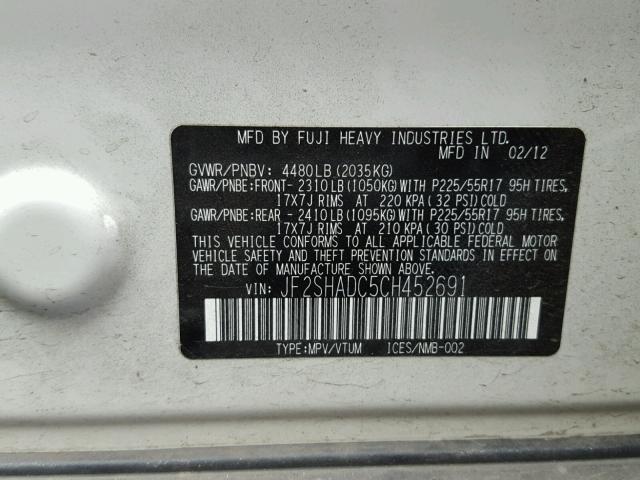 MFD BY FUJI HEAVY INDUSTRIES LTD.
MFD IN 02/12
GVWR/PNBV: 4480LB(2035KG)
GAWR/PNBE:FRONT- 2310LB(1050KG)WITH P225/55R17 95H TIRES,
17X7J RIMS AT 220 KPA(32 PSI)COLD
GAWR/PNBE:REAR - 2410LB(1095KG)WITH P225/55R17 95H TIRES,
17X7J RIMS AT 210 KPA(30 PSI)COLD
THIS VEHICLE CONFORMS TO ALL APPLICABLE FEDERAL MOTOR
VEHICLE SAFETY AND THEFT PREVENTION STANDARDS IN EFFECT
ON THE DATE OF MANUFACTURE SHOWN ABOVE.
VIN: JF2SHADC5CH452691
TYPE:MPV/VTUM ICES/NMB-002